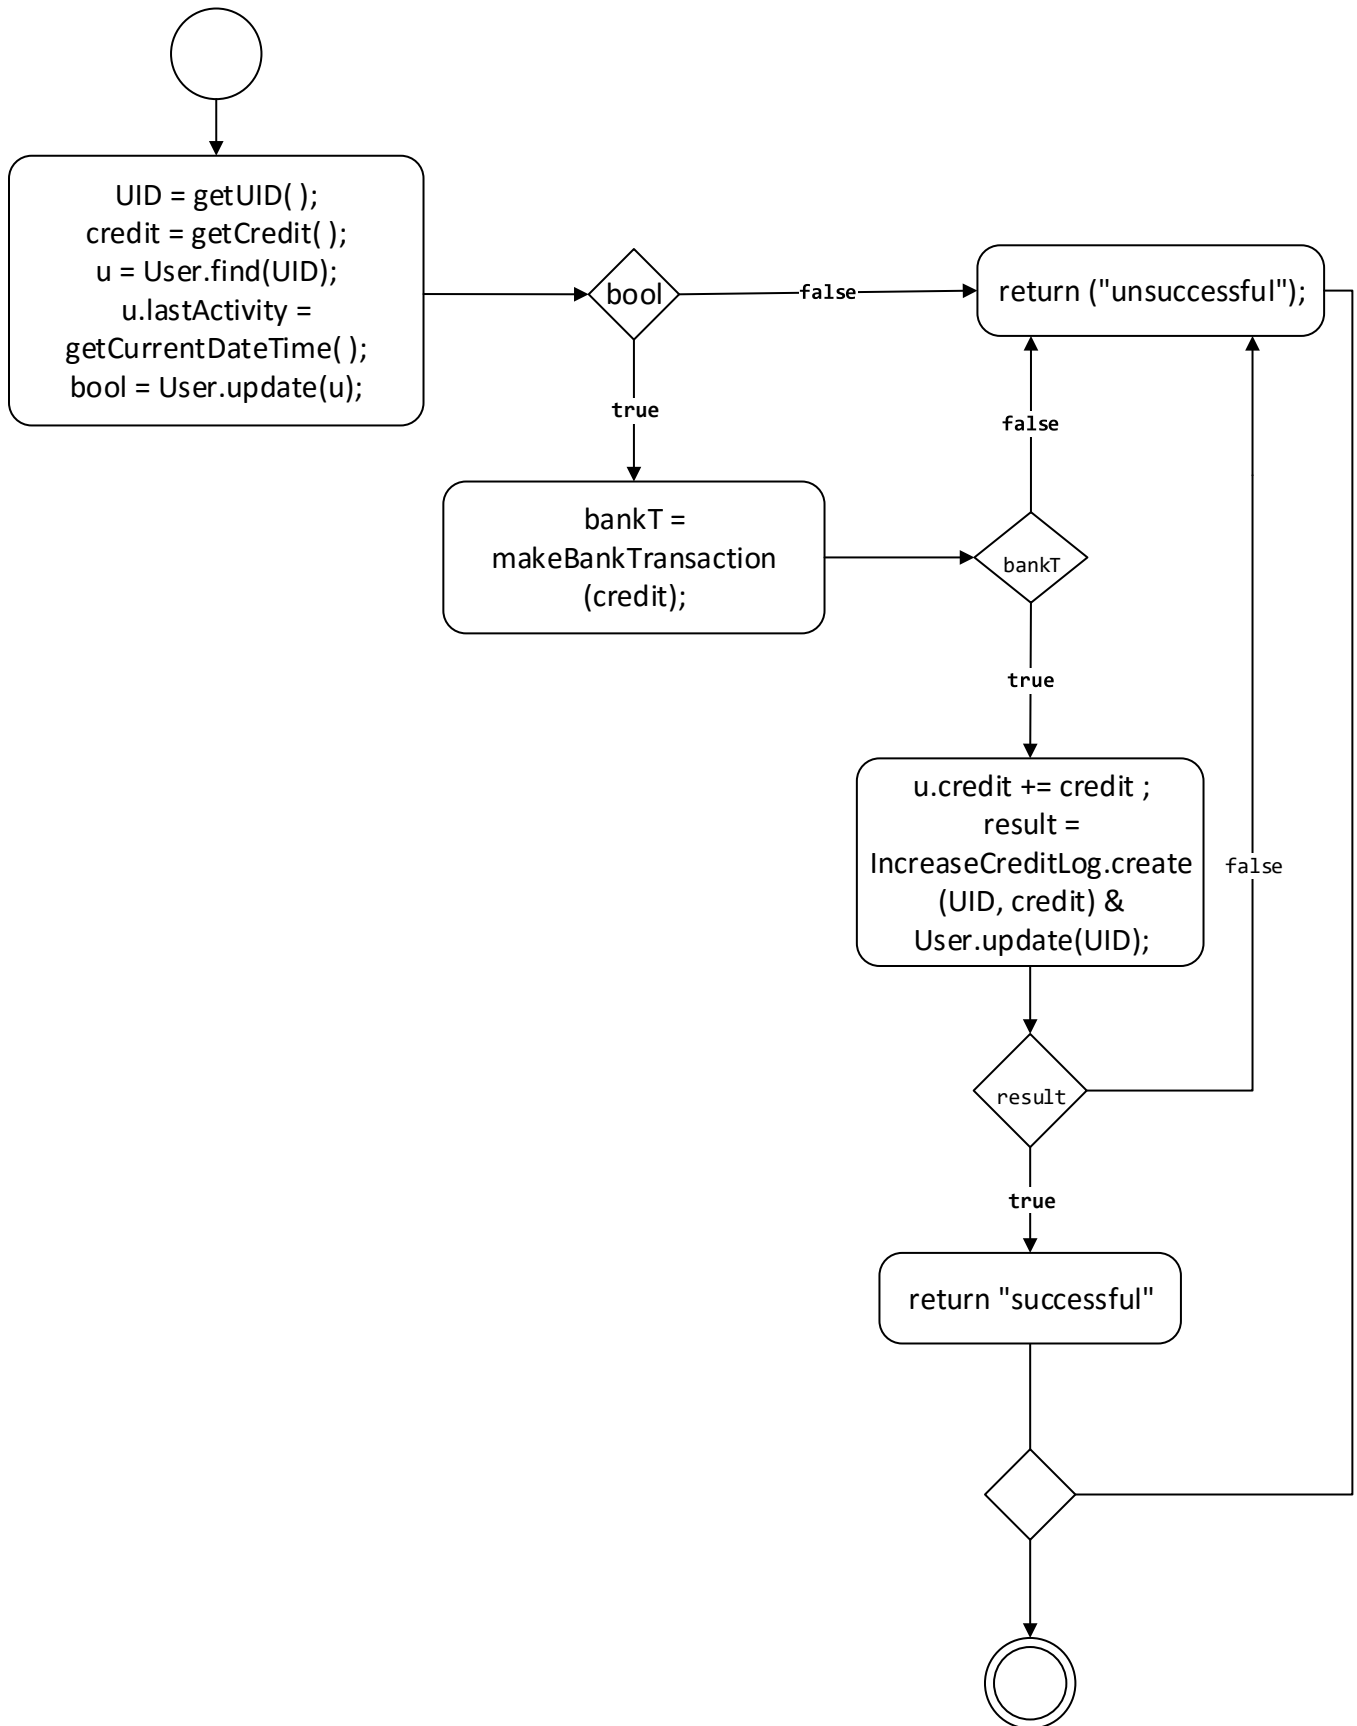 UID = getUID( );
credit = getCredit( );
u = User.find(UID);
u.lastActivity =
getCurrentDateTime( );
bool = User.update(u);
bool
false
return ("unsuccessful");
true
false
bankT =
makeBankTransaction
(credit);
bankT
true
u.credit += credit ;
result =
IncreaseCreditLog.create
(UID, credit) &
User.update(UID);
false
result
true
return "successful"